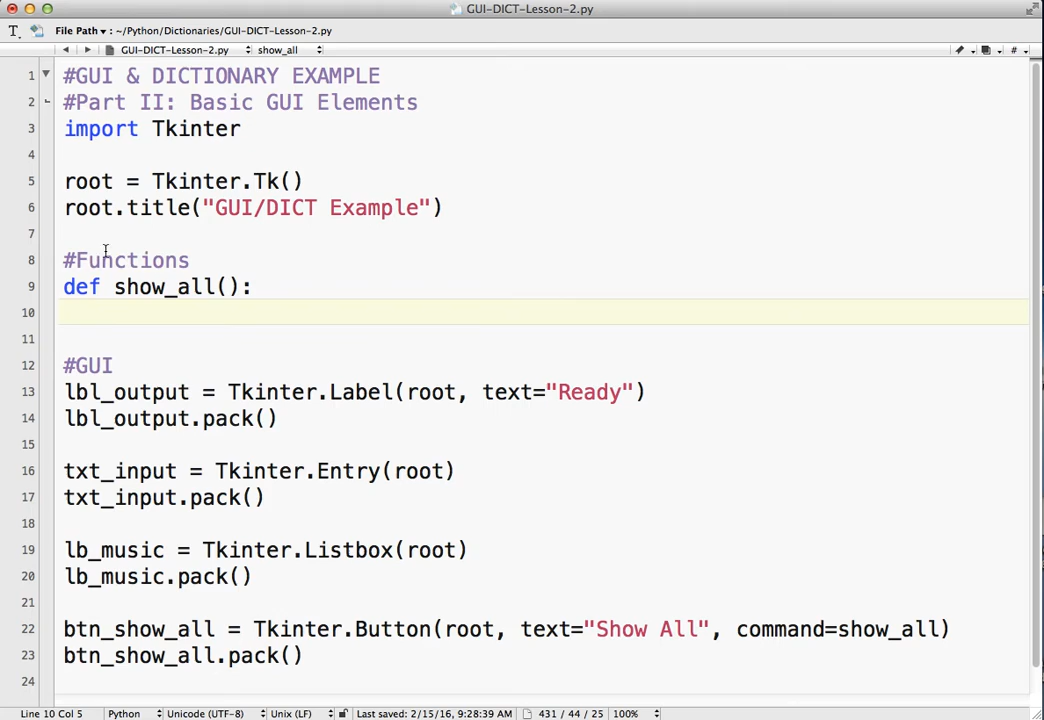 GUI-DICT-Lesson-2.py
T. File Path ▾ : ~/Python/Dictionaries/GUI-DICT-Lesson-2.py
GUI-DICT-Lesson-2.py show_all #
1 #GUI & DICTIONARY EXAMPLE
2 #Part II: Basic GUI Elements
3 import Tkinter
4
5 root = Tkinter.Tk()
6 root.title("GUI/DICT Example")
7
8 #Functions
9 def show_all():
10
11
12 #GUI
13 lbl_output = Tkinter.Label(root, text="Ready")
14 lbl_output.pack()
15
16 txt_input = Tkinter.Entry(root)
17 txt_input.pack()
18
19 lb_music = Tkinter.Listbox(root)
20 lb_music.pack()
21
22 btn_show_all = Tkinter.Button(root, text="Show All", command=show_all)
23 btn_show_all.pack()
24
Line 10 Col 5 Python Unicode (UTF-8) Unix (LF) Last saved: 2/15/16, 9:28:39 AM 431 / 44 / 25 100%